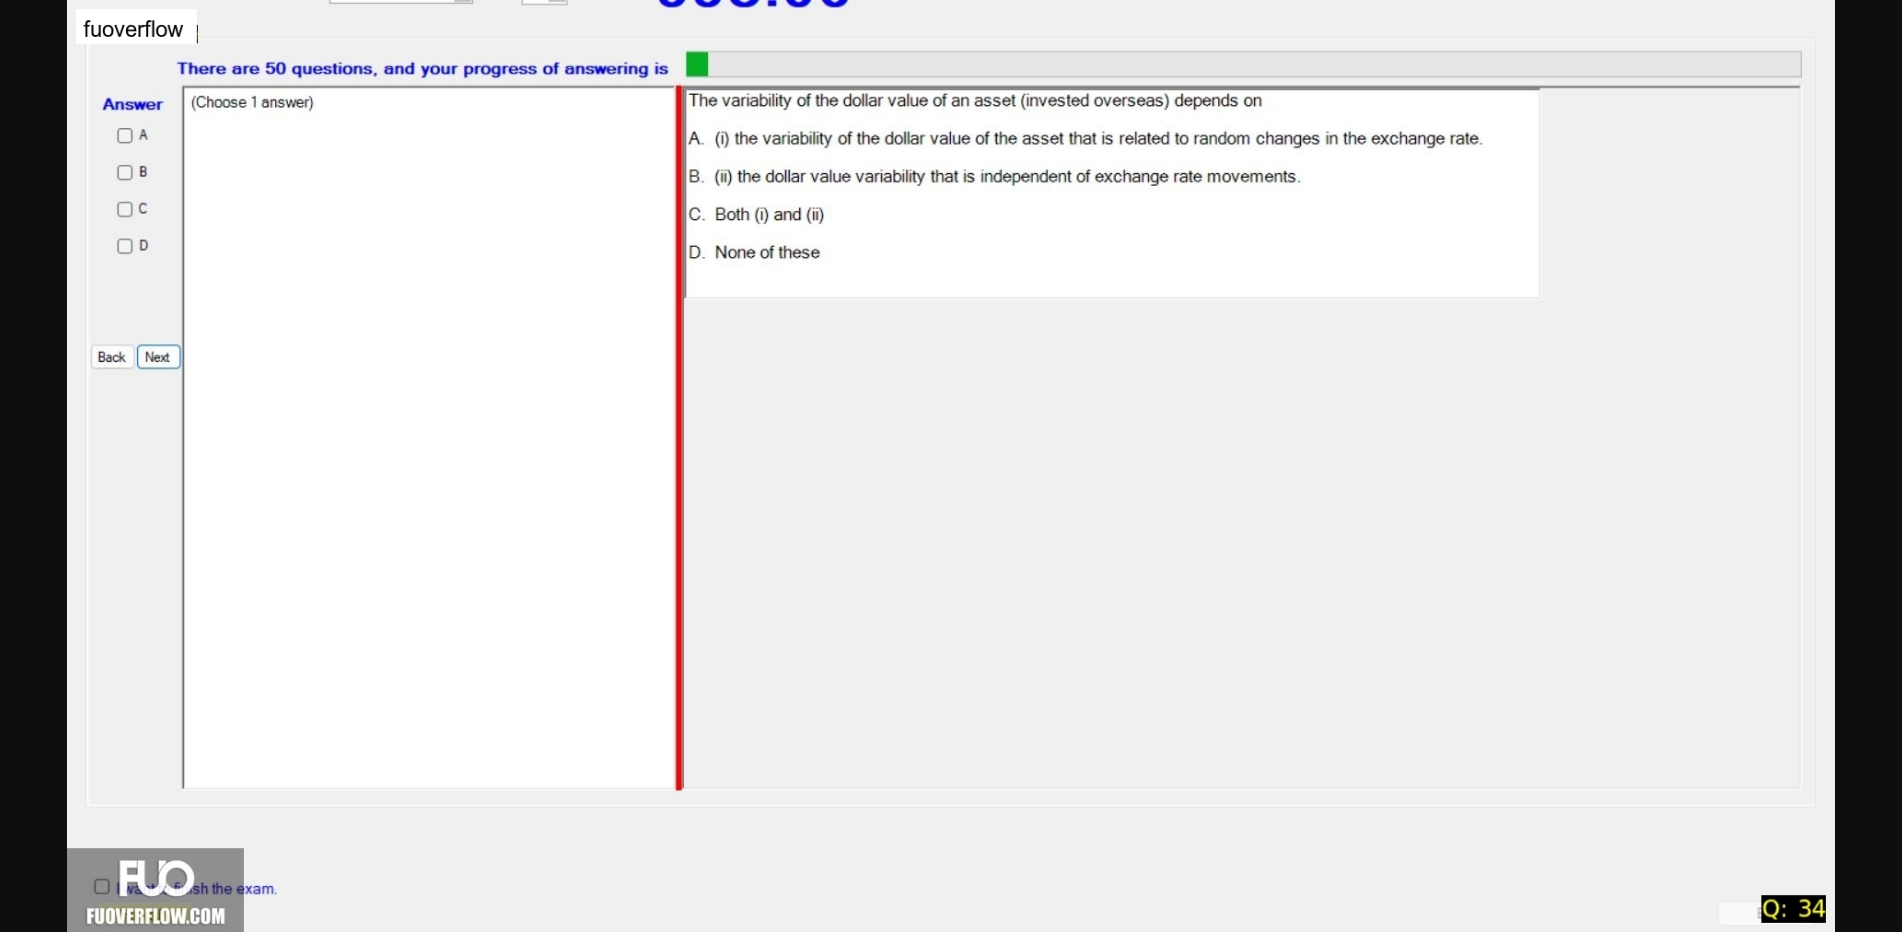 fuoverflow
There are 50 questions, and your progress of answering is
Answer
A
B
C
D
Back
Next
(Choose 1 answer)
The variability of the dollar value of an asset (invested overseas) depends on
A. (i) the variability of the dollar value of the asset that is related to random changes in the exchange rate.
B. (ii) the dollar value variability that is independent of exchange rate movements.
C. Both (i) and (ii)
D. None of these
FUO
sh the exam.
FUOVERFLOW.COM
Q: 34